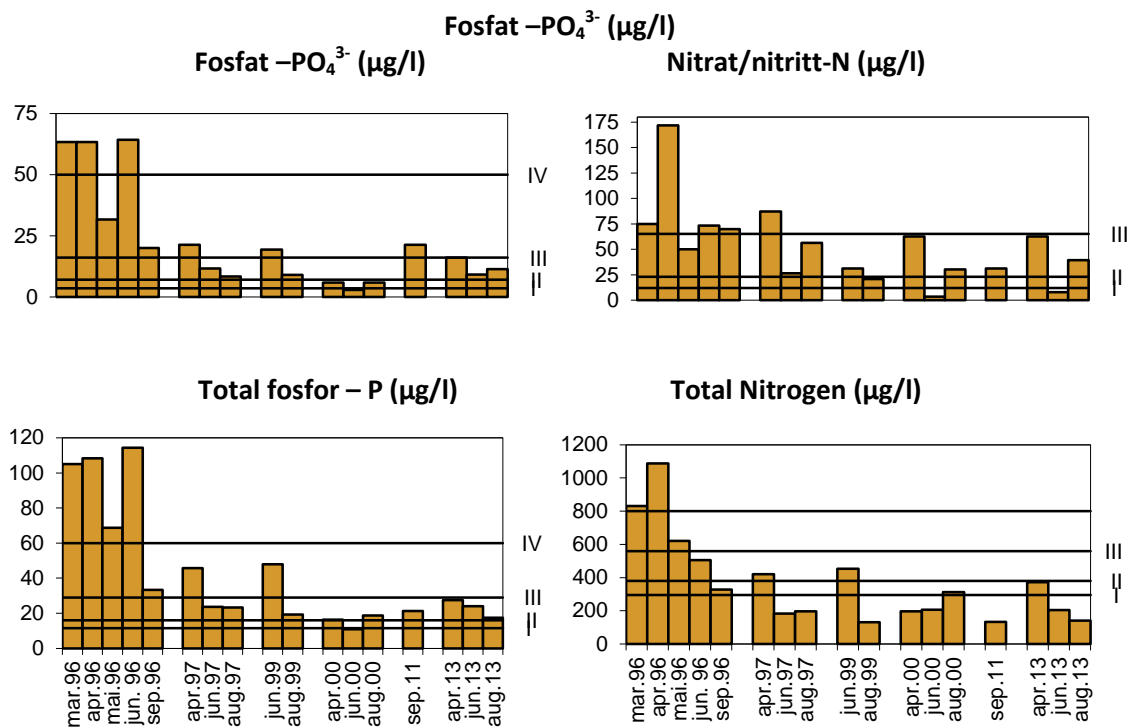 Fosfat –PO₄³⁻ (µg/l)
Fosfat –PO₄³⁻ (µg/l)
75
50
25
0
IV
III
II
I
Nitrat/nitritt-N (µg/l)
175
150
125
100
75
50
25
0
III
II
I
Total fosfor – P (µg/l)
120
100
80
60
40
20
0
IV
III
II
I
mar.96
apr.96
mai.96
jun. 96
sep.96
apr.97
jun.97
aug.97
jun.99
aug.99
apr.00
jun.00
aug.00
sep.11
apr.13
jun.13
aug.13
Total Nitrogen (µg/l)
1200
1000
800
600
400
200
0
III
II
I
mar.96
apr.96
mai.96
jun. 96
sep.96
apr.97
jun.97
aug.97
jun.99
aug.99
apr.00
jun.00
aug.00
sep.11
apr.13
jun.13
aug.13